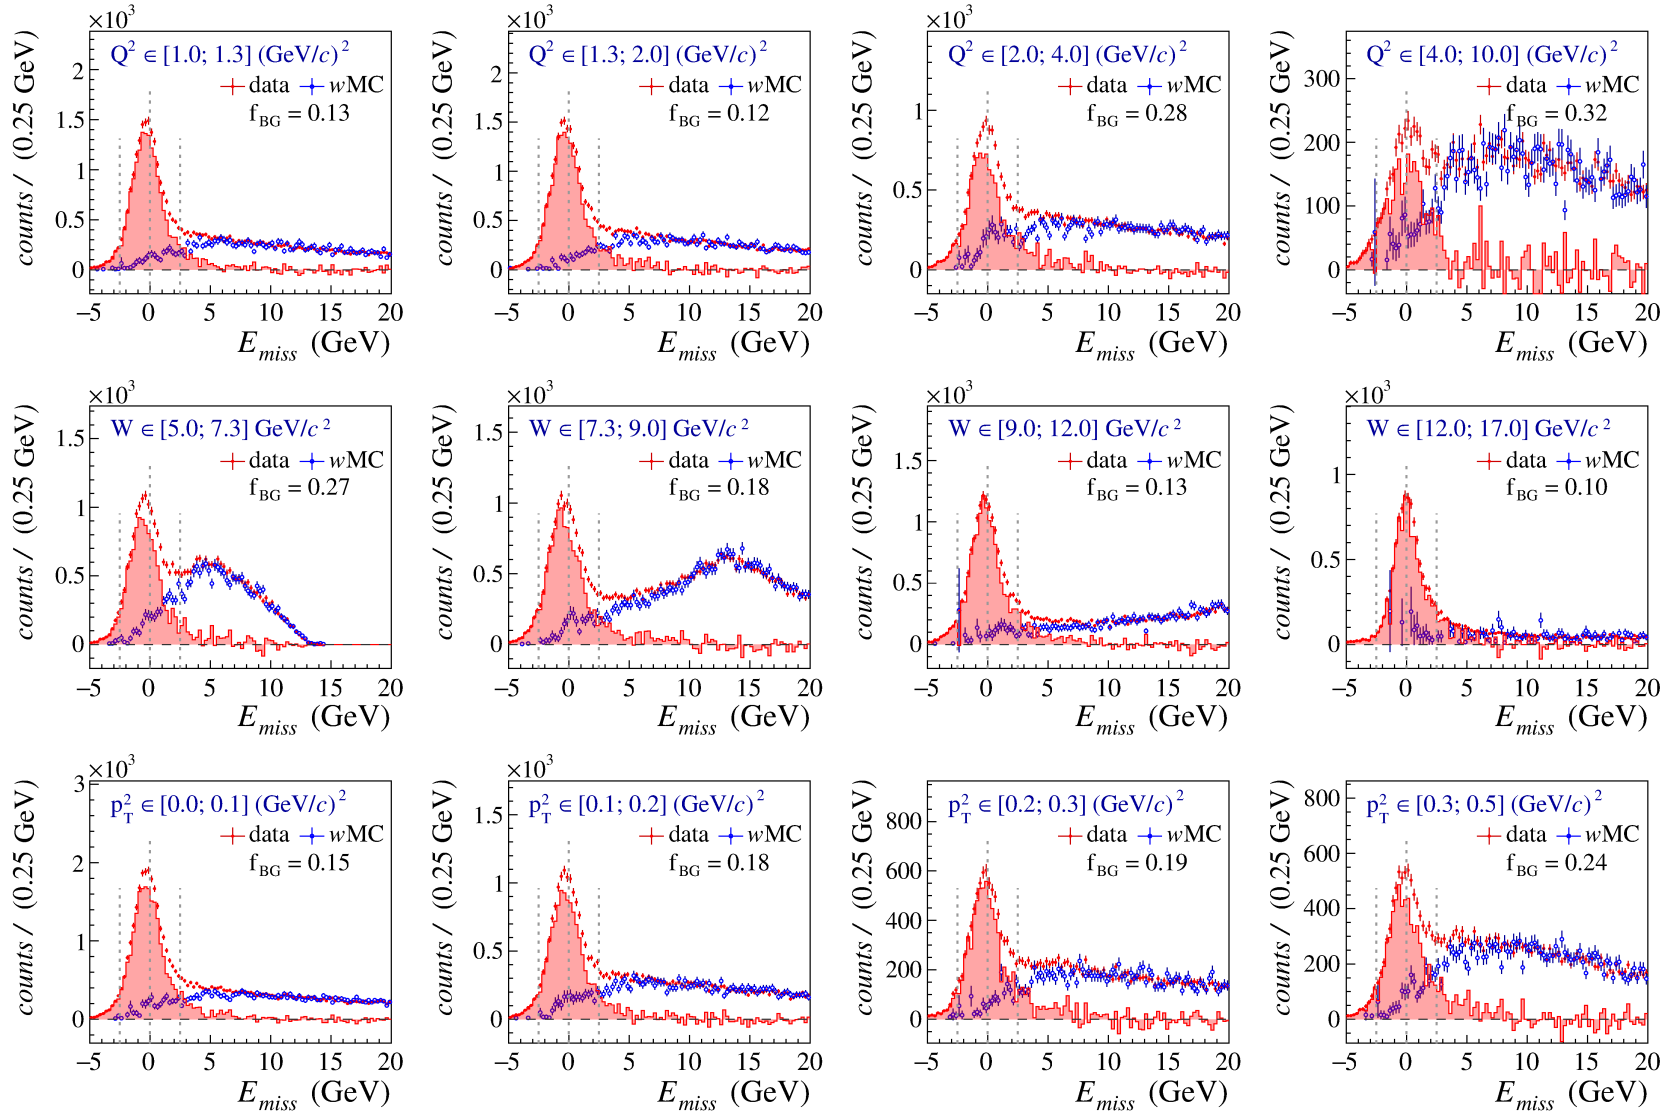 ×10³
Q² ∈ [1.0; 1.3] (GeV/c)²
data wMC
f_BG = 0.13
counts / (0.25 GeV)
2
1.5
1
0.5
0
−5 0 5 10 15 20
E_miss (GeV)
×10³
Q² ∈ [1.3; 2.0] (GeV/c)²
data wMC
f_BG = 0.12
counts / (0.25 GeV)
2
1.5
1
0.5
0
−5 0 5 10 15 20
E_miss (GeV)
×10³
Q² ∈ [2.0; 4.0] (GeV/c)²
data wMC
f_BG = 0.28
counts / (0.25 GeV)
1
0.5
0
−5 0 5 10 15 20
E_miss (GeV)
Q² ∈ [4.0; 10.0] (GeV/c)²
data wMC
f_BG = 0.32
counts / (0.25 GeV)
300
200
100
0
−5 0 5 10 15 20
E_miss (GeV)
×10³
W ∈ [5.0; 7.3] GeV/c²
data wMC
f_BG = 0.27
counts / (0.25 GeV)
1.5
1
0.5
0
−5 0 5 10 15 20
E_miss (GeV)
×10³
W ∈ [7.3; 9.0] GeV/c²
data wMC
f_BG = 0.18
counts / (0.25 GeV)
1.5
1
0.5
0
−5 0 5 10 15 20
E_miss (GeV)
×10³
W ∈ [9.0; 12.0] GeV/c²
data wMC
f_BG = 0.13
counts / (0.25 GeV)
1.5
1
0.5
0
−5 0 5 10 15 20
E_miss (GeV)
×10³
W ∈ [12.0; 17.0] GeV/c²
data wMC
f_BG = 0.10
counts / (0.25 GeV)
1
0.5
0
−5 0 5 10 15 20
E_miss (GeV)
×10³
p_T² ∈ [0.0; 0.1] (GeV/c)²
data wMC
f_BG = 0.15
counts / (0.25 GeV)
3
2
1
0
−5 0 5 10 15 20
E_miss (GeV)
×10³
p_T² ∈ [0.1; 0.2] (GeV/c)²
data wMC
f_BG = 0.18
counts / (0.25 GeV)
1.5
1
0.5
0
−5 0 5 10 15 20
E_miss (GeV)
p_T² ∈ [0.2; 0.3] (GeV/c)²
data wMC
f_BG = 0.19
counts / (0.25 GeV)
800
600
400
200
0
−5 0 5 10 15 20
E_miss (GeV)
p_T² ∈ [0.3; 0.5] (GeV/c)²
data wMC
f_BG = 0.24
counts / (0.25 GeV)
800
600
400
200
0
−5 0 5 10 15 20
E_miss (GeV)